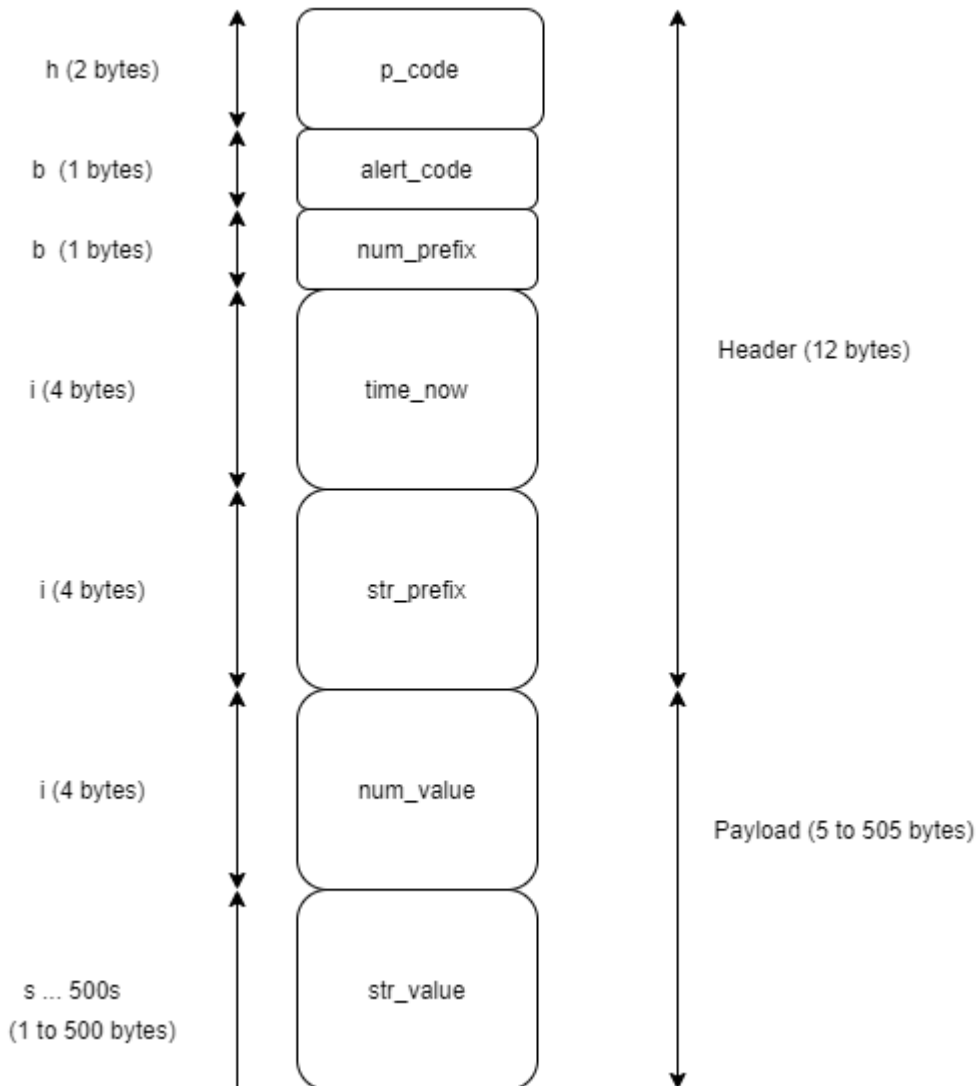 h (2 bytes)
p_code
b (1 bytes)
alert_code
b (1 bytes)
num_prefix
Header (12 bytes)
i (4 bytes)
time_now
i (4 bytes)
str_prefix
i (4 bytes)
num_value
Payload (5 to 505 bytes)
s ... 500s
(1 to 500 bytes)
str_value